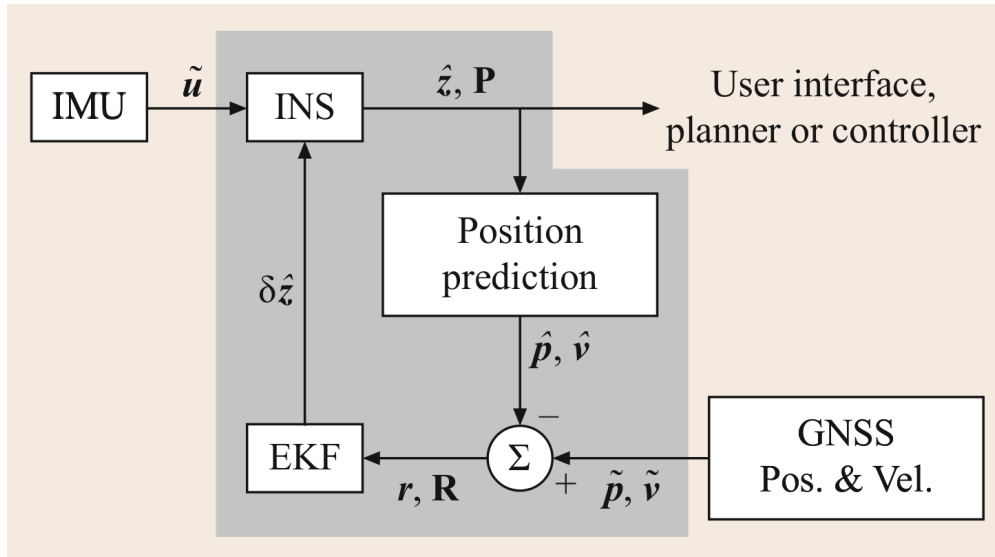 IMU
ũ
INS
ẑ, P
User interface,
planner or controller
Position
prediction
δẑ
p̂, v̂
−
GNSS
Pos. & Vel.
EKF
Σ
r, R
+
p̃, ṽ